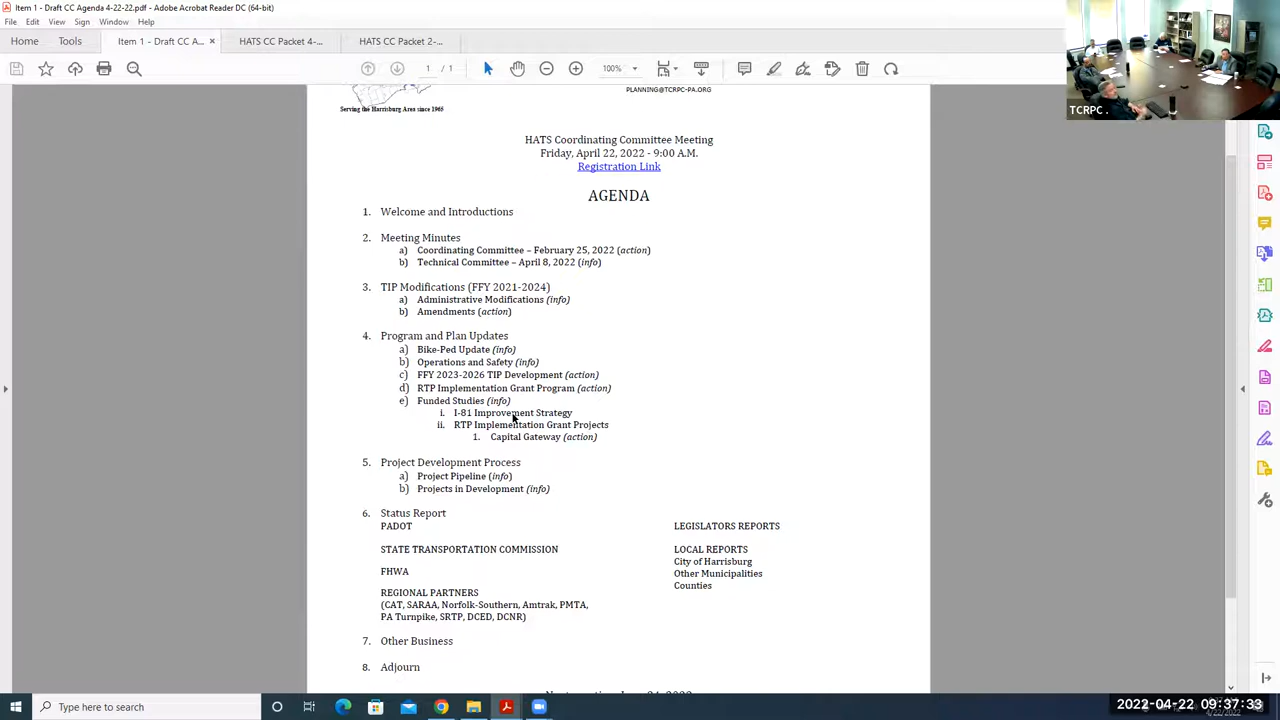 Item 1 - Draft CC Agenda 4-22-22.pdf - Adobe Acrobat Reader DC (64-bit)
File Edit View Sign Window Help
Home Tools Item 1 - Draft CC A... × HATS CC Packet 4-... HATS CC Packet 2-...
1 / 1 100%
PLANNING@TCRPC-PA.ORG
Serving the Harrisburg Area since 1965
TCRPC .
HATS Coordinating Committee Meeting
Friday, April 22, 2022 - 9:00 A.M.
Registration Link
AGENDA
1. Welcome and Introductions
2. Meeting Minutes
a) Coordinating Committee – February 25, 2022 (action)
b) Technical Committee – April 8, 2022 (info)
3. TIP Modifications (FFY 2021-2024)
a) Administrative Modifications (info)
b) Amendments (action)
4. Program and Plan Updates
a) Bike-Ped Update (info)
b) Operations and Safety (info)
c) FFY 2023-2026 TIP Development (action)
d) RTP Implementation Grant Program (action)
e) Funded Studies (info)
i. I-81 Improvement Strategy
ii. RTP Implementation Grant Projects
1. Capital Gateway (action)
5. Project Development Process
a) Project Pipeline (info)
b) Projects in Development (info)
6. Status Report
PADOT
STATE TRANSPORTATION COMMISSION
FHWA
REGIONAL PARTNERS
(CAT, SARAA, Norfolk-Southern, Amtrak, PMTA,
PA Turnpike, SRTP, DCED, DCNR)
LEGISLATORS REPORTS
LOCAL REPORTS
City of Harrisburg
Other Municipalities
Counties
7. Other Business
8. Adjourn
Type here to search
2022-04-22 09:37:33